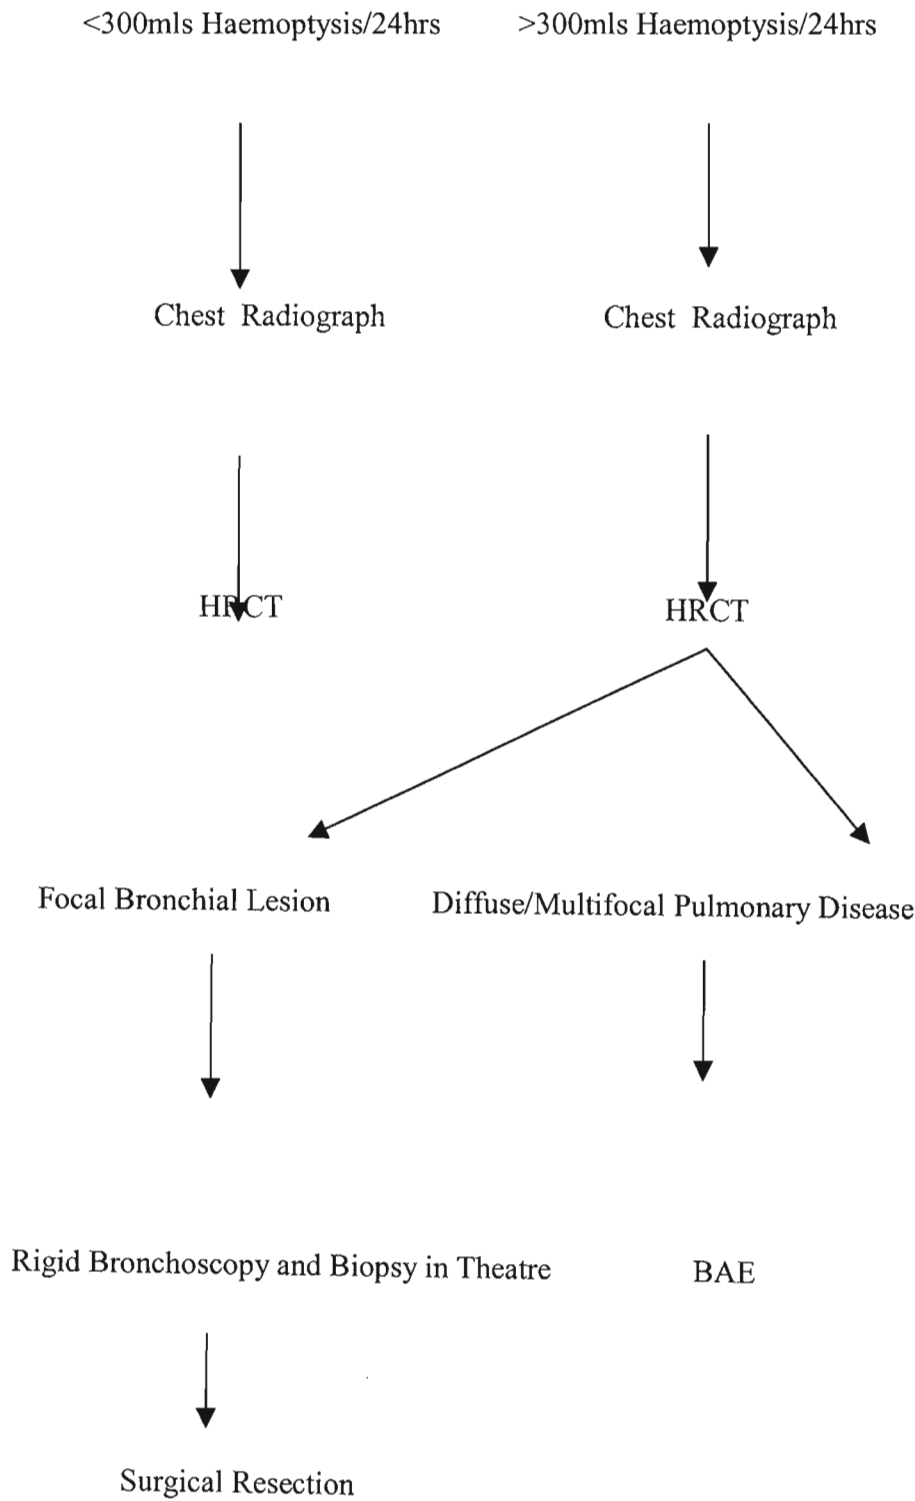 <300mls Haemoptysis/24hrs
>300mls Haemoptysis/24hrs
Chest Radiograph
Chest Radiograph
HRCT
HRCT
Focal Bronchial Lesion
Diffuse/Multifocal Pulmonary Disease
Rigid Bronchoscopy and Biopsy in Theatre
BAE
Surgical Resection